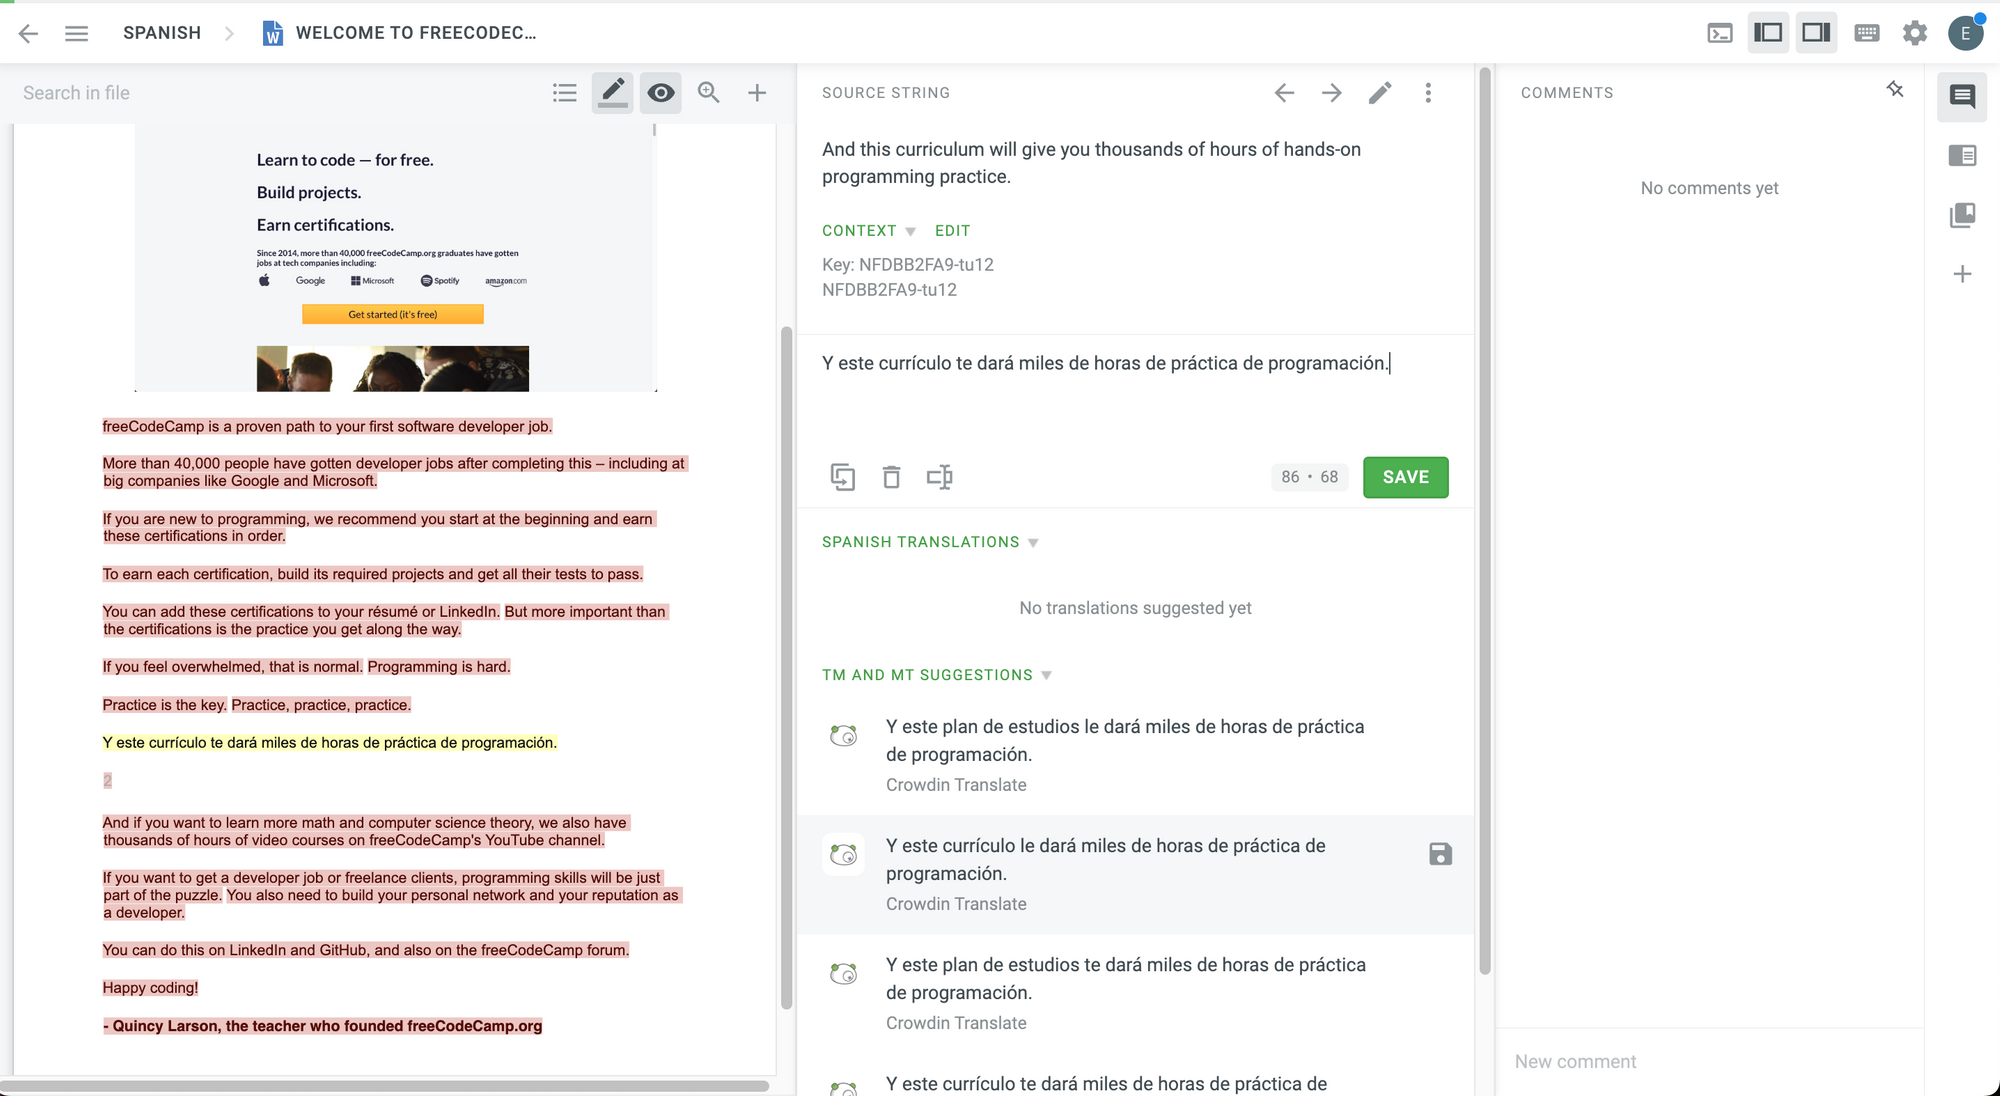 SPANISH
WELCOME TO FREECODEC...
E
Search in file
Learn to code — for free.
Build projects.
Earn certifications.
Since 2014, more than 40,000 freeCodeCamp.org graduates have gotten
jobs at tech companies including:
Google Microsoft Spotify amazon.com
Get started (it's free)
freeCodeCamp is a proven path to your first software developer job.
More than 40,000 people have gotten developer jobs after completing this – including at
big companies like Google and Microsoft.
If you are new to programming, we recommend you start at the beginning and earn
these certifications in order.
To earn each certification, build its required projects and get all their tests to pass.
You can add these certifications to your résumé or LinkedIn. But more important than
the certifications is the practice you get along the way.
If you feel overwhelmed, that is normal. Programming is hard.
Practice is the key. Practice, practice, practice.
Y este currículo te dará miles de horas de práctica de programación.
2
And if you want to learn more math and computer science theory, we also have
thousands of hours of video courses on freeCodeCamp's YouTube channel.
If you want to get a developer job or freelance clients, programming skills will be just
part of the puzzle. You also need to build your personal network and your reputation as
a developer.
You can do this on LinkedIn and GitHub, and also on the freeCodeCamp forum.
Happy coding!
- Quincy Larson, the teacher who founded freeCodeCamp.org
SOURCE STRING
And this curriculum will give you thousands of hours of hands-on
programming practice.
CONTEXT EDIT
Key: NFDBB2FA9-tu12
NFDBB2FA9-tu12
Y este currículo te dará miles de horas de práctica de programación.
86 • 68
SAVE
SPANISH TRANSLATIONS
No translations suggested yet
TM AND MT SUGGESTIONS
Y este plan de estudios le dará miles de horas de práctica
de programación.
Crowdin Translate
Y este currículo le dará miles de horas de práctica de
programación.
Crowdin Translate
Y este plan de estudios te dará miles de horas de práctica
de programación.
Crowdin Translate
Y este currículo te dará miles de horas de práctica de
COMMENTS
No comments yet
New comment